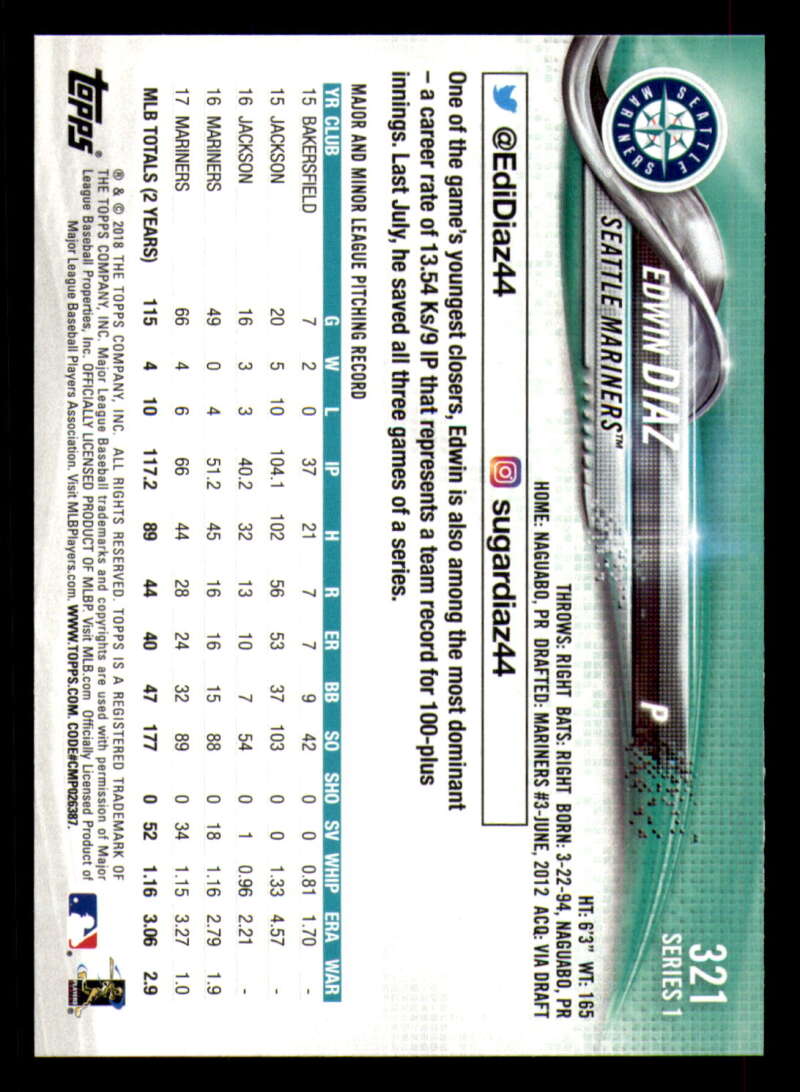 321
SERIES 1
SEATTLE
MARINERS
EDWIN DIAZ
P
SEATTLE MARINERS™
HT: 6'3" WT: 165
THROWS: RIGHT BATS: RIGHT BORN: 3-22-94, NAGUABO, PR
HOME: NAGUABO, PR DRAFTED: MARINERS #3-JUNE, 2012 ACQ: VIA DRAFT
@EdiDiaz44 sugardiaz44
One of the game's youngest closers, Edwin is also among the most dominant
– a career rate of 13.54 Ks/9 IP that represents a team record for 100-plus
innings. Last July, he saved all three games of a series.
MAJOR AND MINOR LEAGUE PITCHING RECORD
YR CLUB G W L IP H R ER BB SO SHO SV WHIP ERA WAR
15 BAKERSFIELD 7 2 0 37 21 7 7 9 42 0 0 0.81 1.70 -
15 JACKSON 20 5 10 104.1 102 56 53 37 103 0 0 1.33 4.57 -
16 JACKSON 16 3 3 40.2 32 13 10 7 54 0 1 0.96 2.21 -
16 MARINERS 49 0 4 51.2 45 16 16 15 88 0 18 1.16 2.79 1.9
17 MARINERS 66 4 6 66 44 28 24 32 89 0 34 1.15 3.27 1.0
MLB TOTALS (2 YEARS) 115 4 10 117.2 89 44 40 47 177 0 52 1.16 3.06 2.9
topps®
® & © 2018 THE TOPPS COMPANY, INC. ALL RIGHTS RESERVED. TOPPS IS A REGISTERED TRADEMARK OF
THE TOPPS COMPANY, INC. Major League Baseball trademarks and copyrights are used with permission of Major
League Baseball Properties, Inc. OFFICIALLY LICENSED PRODUCT OF MLBP. Visit MLB.com Officially Licensed Product of
Major League Baseball Players Association. Visit MLBPlayers.com. WWW.TOPPS.COM. CODE#CMP026387.